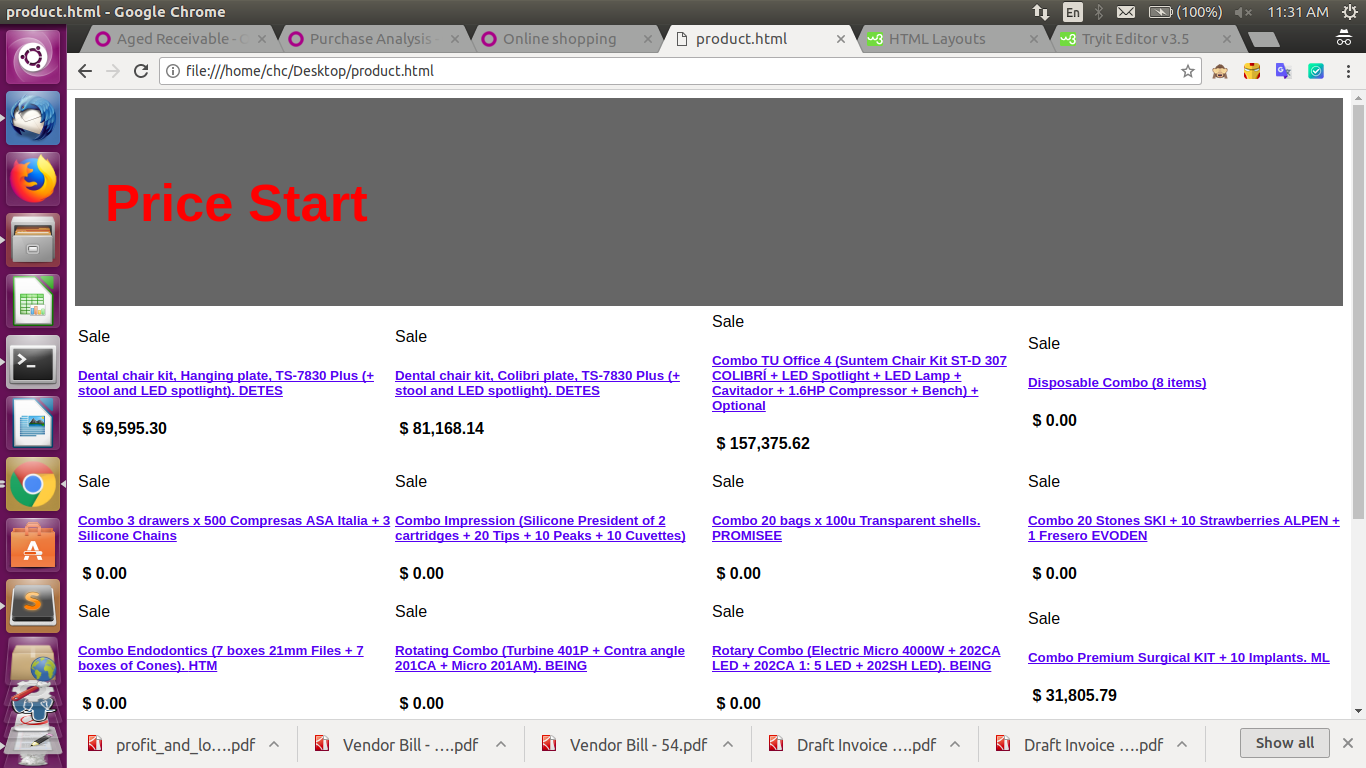 product.html - Google Chrome
En
(100%)
11:31 AM
Aged Receivable - 
Purchase Analysis -
Online shopping
product.html
HTML Layouts
Tryit Editor v3.5
file:///home/chc/Desktop/product.html
Price Start
Sale
Dental chair kit, Hanging plate, TS-7830 Plus (+
stool and LED spotlight). DETES
$ 69,595.30
Sale
Dental chair kit, Colibri plate, TS-7830 Plus (+
stool and LED spotlight). DETES
$ 81,168.14
Sale
Combo TU Office 4 (Suntem Chair Kit ST-D 307
COLIBRÍ + LED Spotlight + LED Lamp +
Cavitador + 1.6HP Compressor + Bench) +
Optional
$ 157,375.62
Sale
Disposable Combo (8 items)
$ 0.00
Sale
Combo 3 drawers x 500 Compresas ASA Italia + 3
Silicone Chains
$ 0.00
Sale
Combo Impression (Silicone President of 2
cartridges + 20 Tips + 10 Peaks + 10 Cuvettes)
$ 0.00
Sale
Combo 20 bags x 100u Transparent shells.
PROMISEE
$ 0.00
Sale
Combo 20 Stones SKI + 10 Strawberries ALPEN +
1 Fresero EVODEN
$ 0.00
Sale
Combo Endodontics (7 boxes 21mm Files + 7
boxes of Cones). HTM
$ 0.00
Sale
Rotating Combo (Turbine 401P + Contra angle
201CA + Micro 201AM). BEING
$ 0.00
Sale
Rotary Combo (Electric Micro 4000W + 202CA
LED + 202CA 1: 5 LED + 202SH LED). BEING
$ 0.00
Sale
Combo Premium Surgical KIT + 10 Implants. ML
$ 31,805.79
profit_and_lo....pdf
Vendor Bill - ....pdf
Vendor Bill - 54.pdf
Draft Invoice ....pdf
Draft Invoice ....pdf
Show all